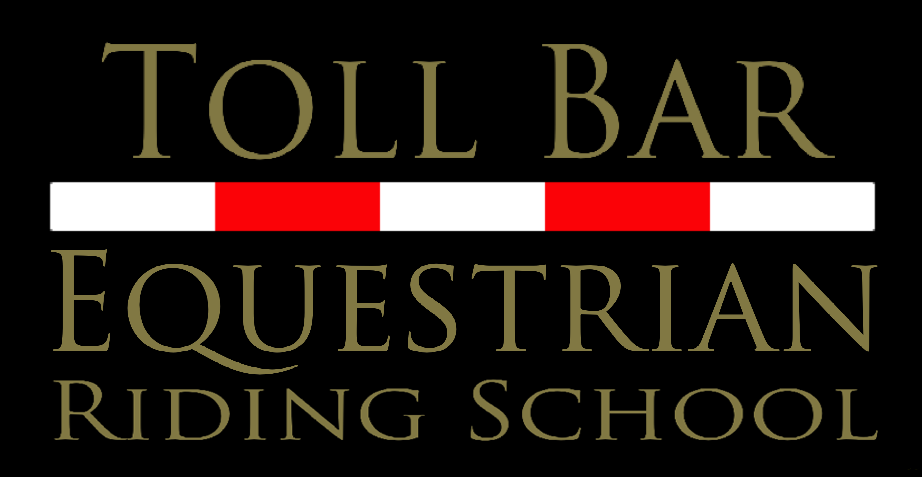 TOLL BAR
EQUESTRIAN
RIDING SCHOOL